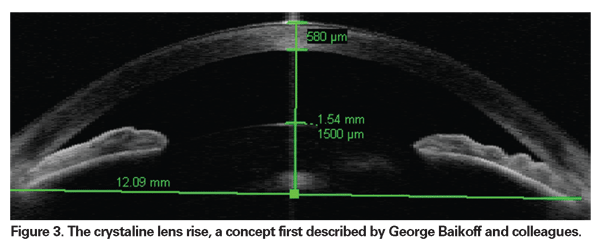 580 µm
1.54 mm
1500 µm
12.09 mm
Figure 3. The crystaline lens rise, a concept first described by George Baikoff and colleagues.